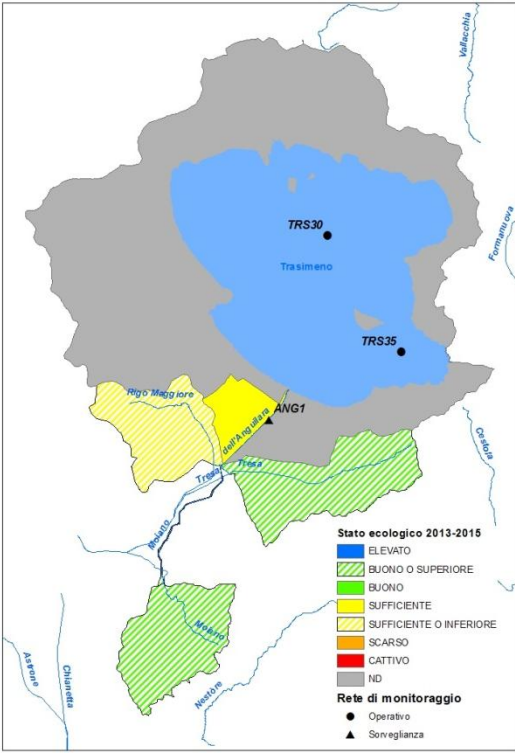 Vallacchia
TRS30
Formanuova
Trasimeno
TRS35
Rigo Maggiore
ANG1
dell'Anguillara
Cestola
Tresa
Tresa
Moiano
Stato ecologico 2013-2015
ELEVATO
BUONO O SUPERIORE
BUONO
SUFFICIENTE
SUFFICIENTE O INFERIORE
SCARSO
CATTIVO
ND
Moiano
Astrone
Chianetta
Nestòre
Rete di monitoraggio
Operativo
Sorveglianza